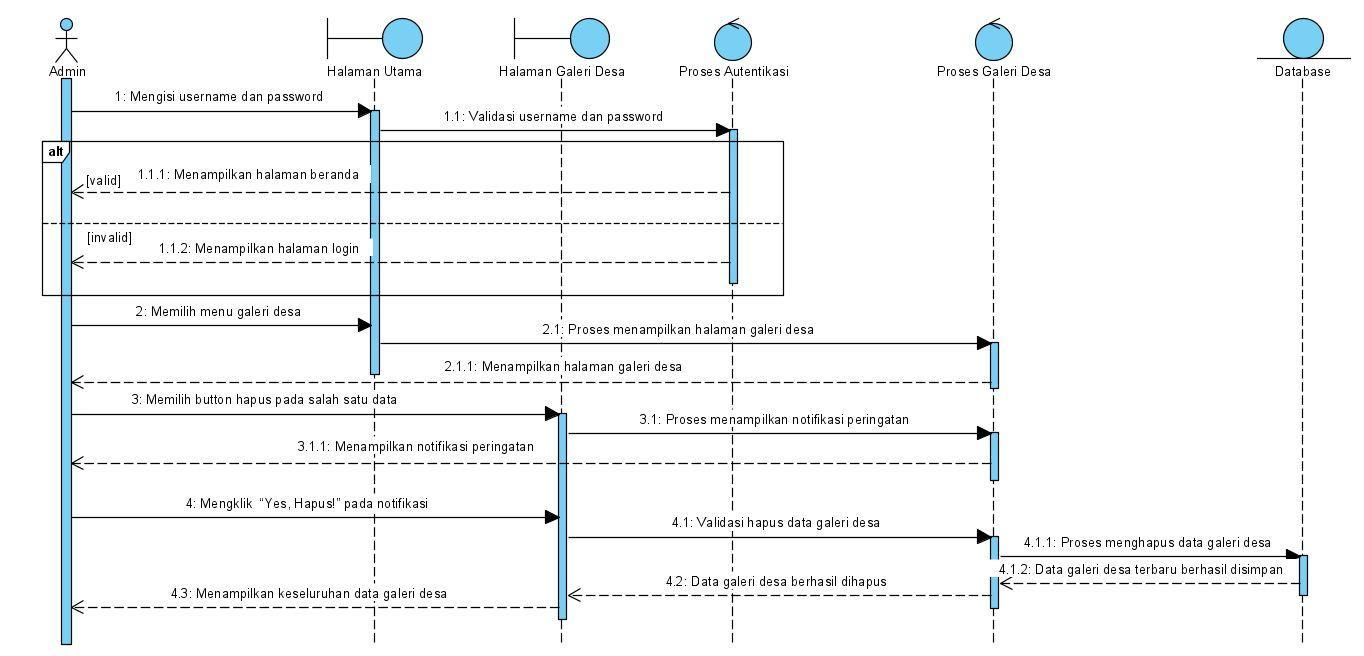 Admin
Halaman Utama
Halaman Galeri Desa
Proses Autentikasi
Proses Galeri Desa
Database
1: Mengisi username dan password
1.1: Validasi username dan password
alt
[valid]
1.1.1: Menampilkan halaman beranda
[invalid]
1.1.2: Menampilkan halaman login
2: Memilih menu galeri desa
2.1: Proses menampilkan halaman galeri desa
2.1.1: Menampilkan halaman galeri desa
3: Memilih button hapus pada salah satu data
3.1: Proses menampilkan notifikasi peringatan
3.1.1: Menampilkan notifikasi peringatan
4: Mengklik “Yes, Hapus!” pada notifikasi
4.1: Validasi hapus data galeri desa
4.1.1: Proses menghapus data galeri desa
4.1.2: Data galeri desa terbaru berhasil disimpan
4.2: Data galeri desa berhasil dihapus
4.3: Menampilkan keseluruhan data galeri desa